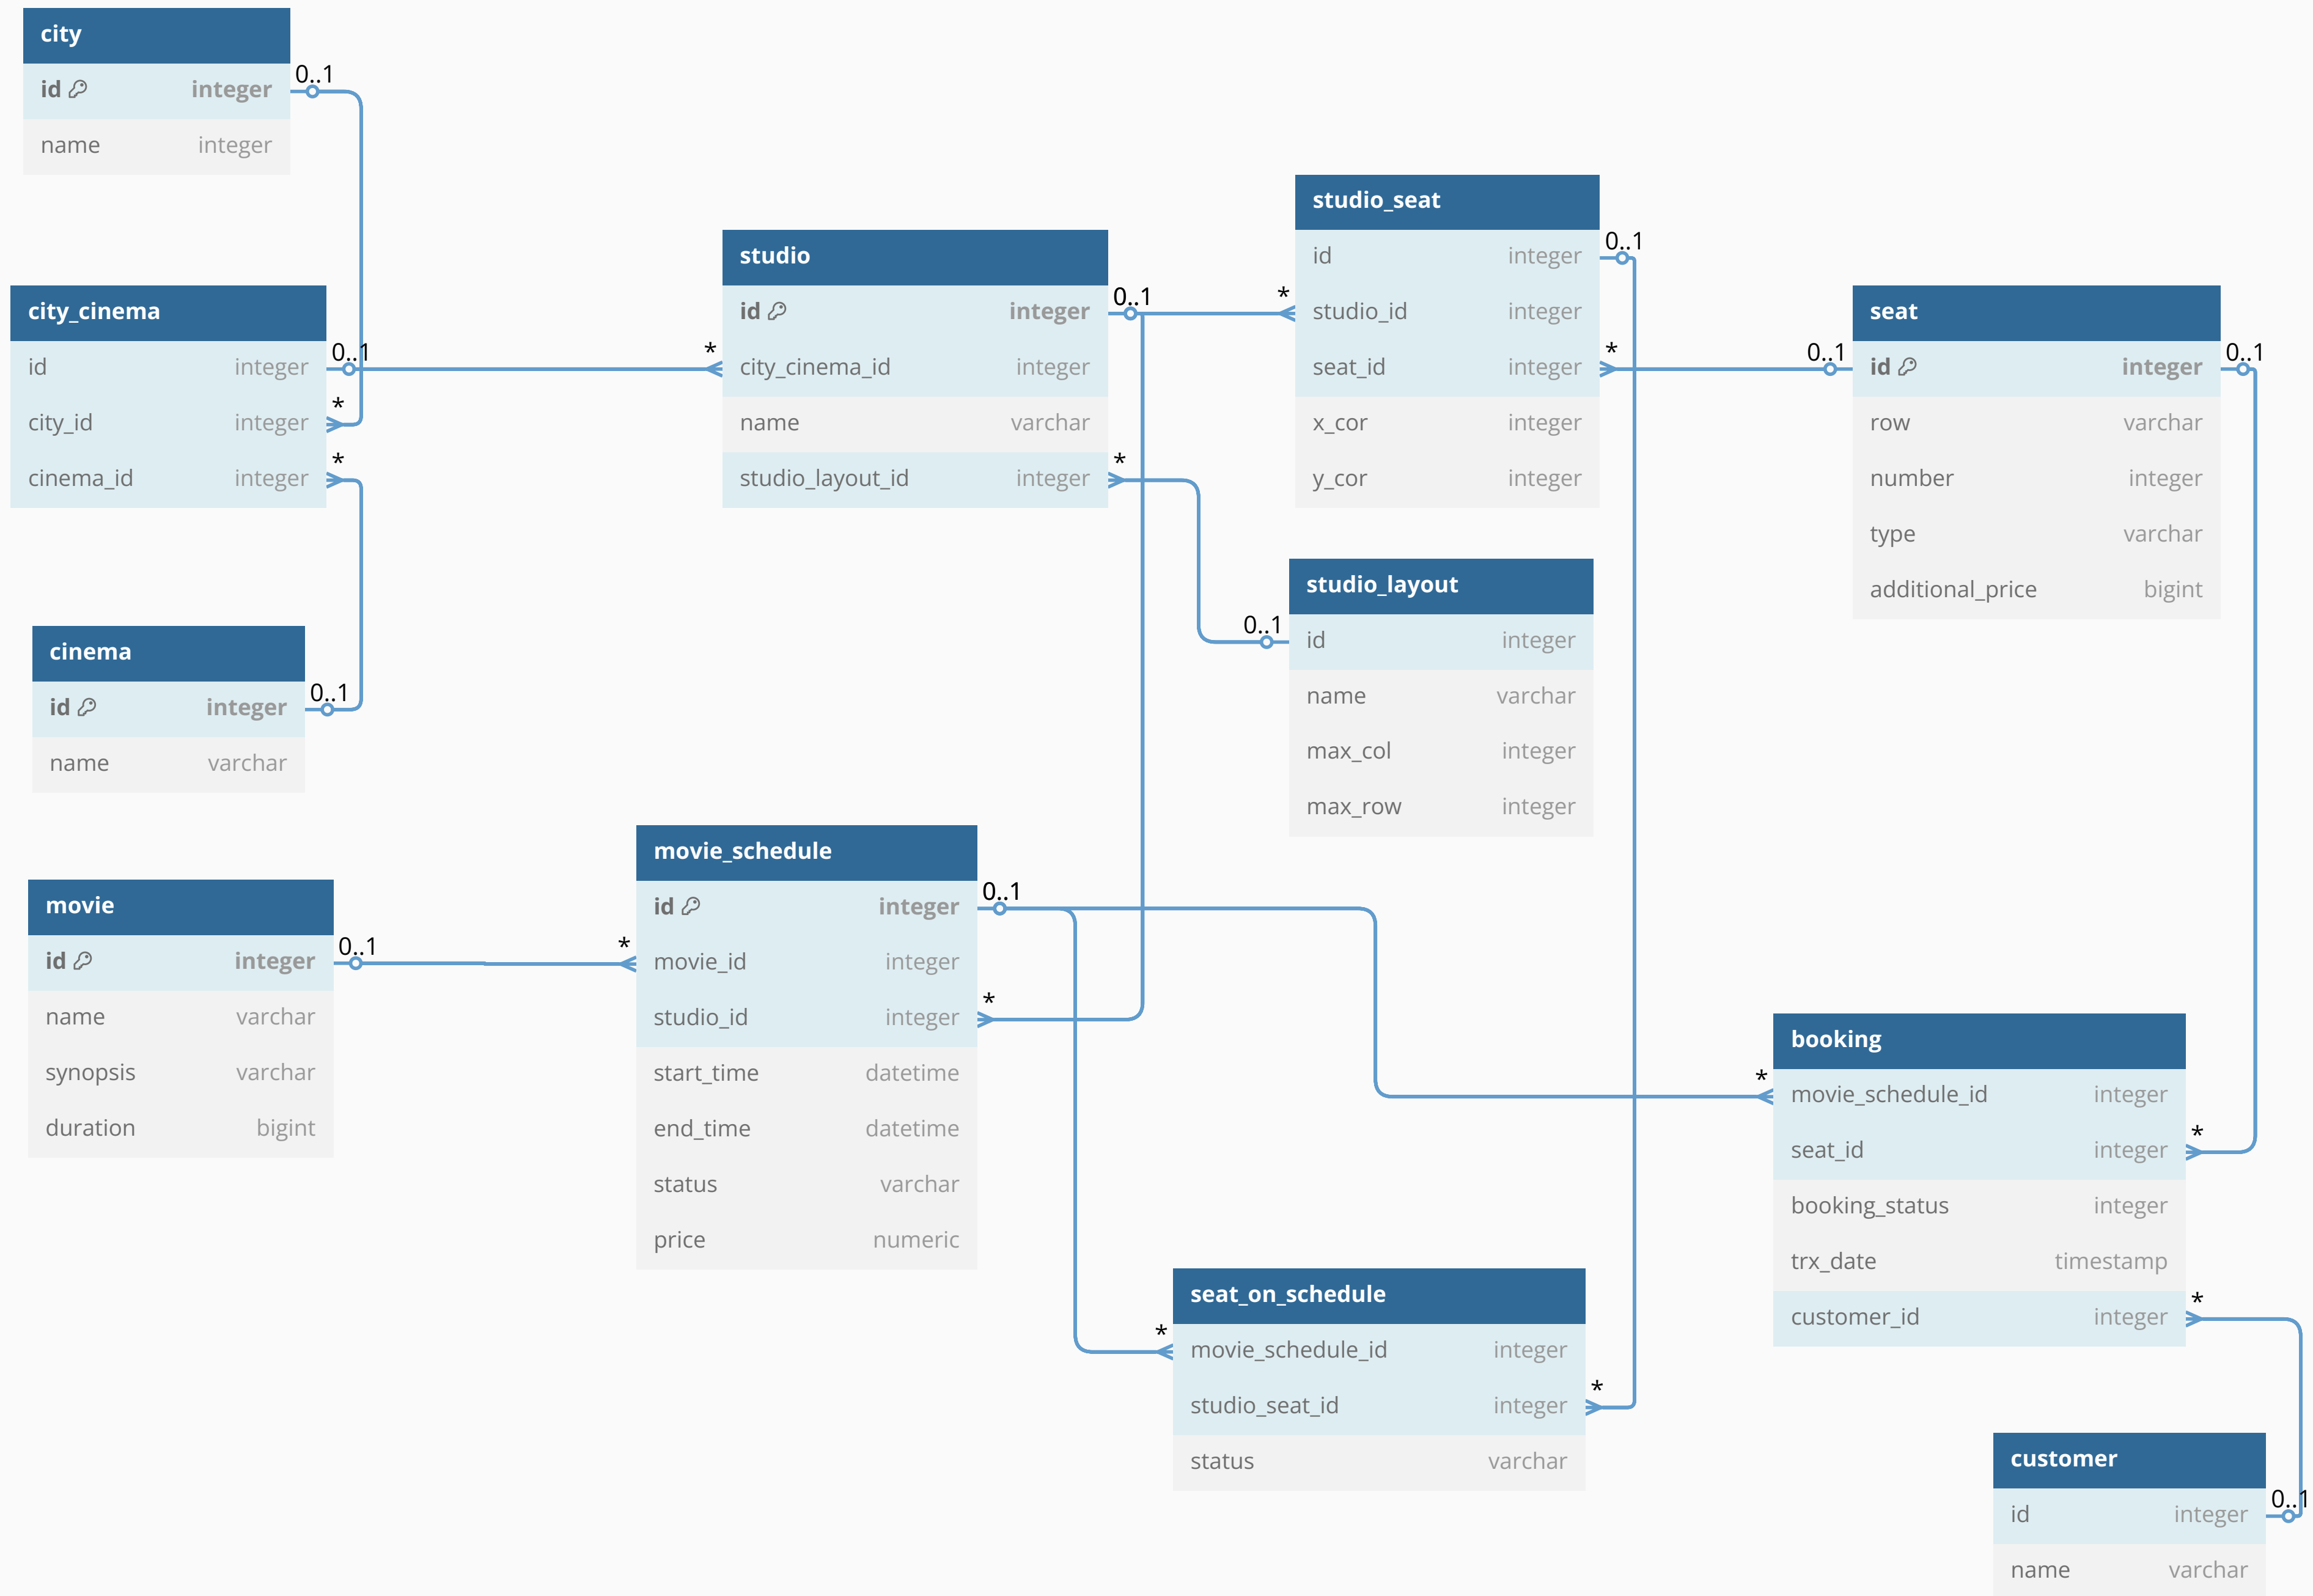 city
id integer
name integer
0..1
city_cinema
id integer
city_id integer
cinema_id integer
0..1
*
*
cinema
id integer
name varchar
0..1
movie
id integer
name varchar
synopsis varchar
duration bigint
0..1
studio
id integer
city_cinema_id integer
name varchar
studio_layout_id integer
*
0..1
*
movie_schedule
id integer
movie_id integer
studio_id integer
start_time datetime
end_time datetime
status varchar
price numeric
*
0..1
*
studio_seat
id integer
studio_id integer
seat_id integer
x_cor integer
y_cor integer
*
0..1
*
studio_layout
id integer
name varchar
max_col integer
max_row integer
0..1
seat
id integer
row varchar
number integer
type varchar
additional_price bigint
0..1
0..1
seat_on_schedule
movie_schedule_id integer
studio_seat_id integer
status varchar
*
*
booking
movie_schedule_id integer
seat_id integer
booking_status integer
trx_date timestamp
customer_id integer
*
*
*
customer
id integer
name varchar
0..1